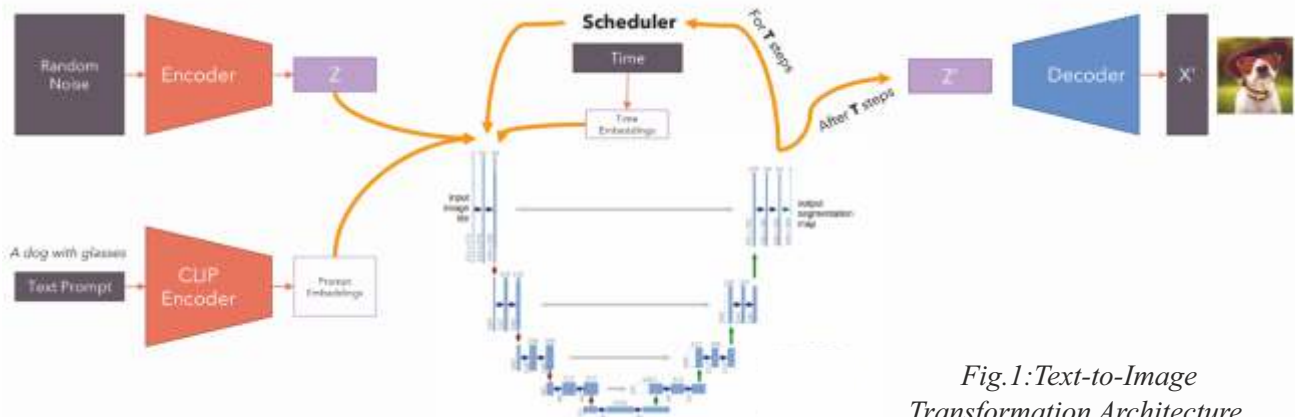 Random
Noise
Encoder
Z
Scheduler
Time
Time
Embeddings
For T steps
After T steps
Z'
Decoder
X'
input
image
tile
output
segmentation
map
A dog with glasses
Text Prompt
CLIP
Encoder
Prompt
Embeddings
Fig.1:Text-to-Image
Transformation Architecture